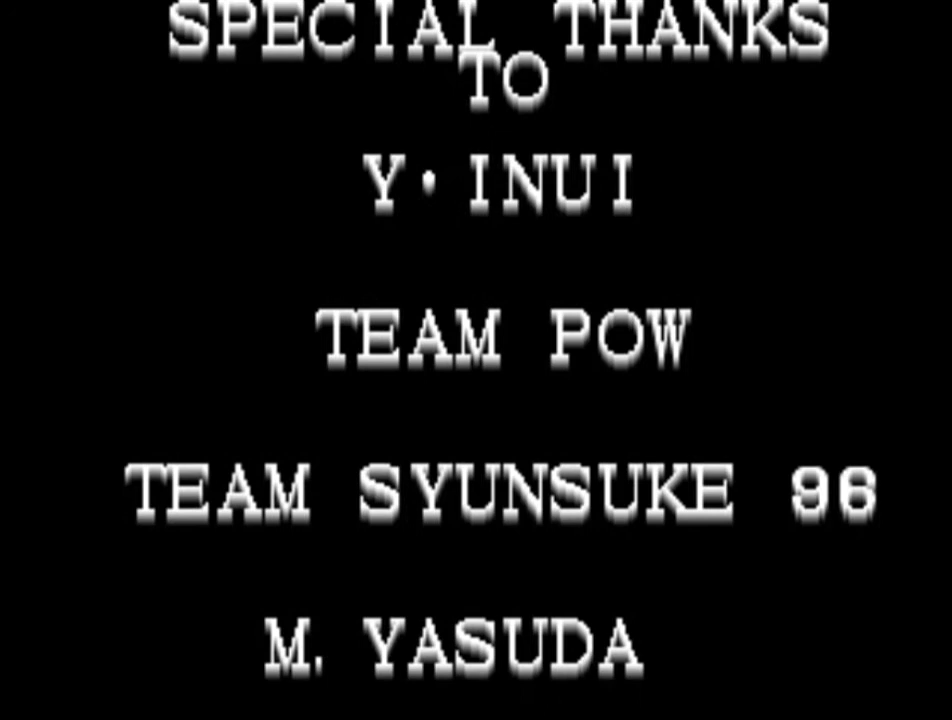 SPECIAL THANKS
TO
Y· INUI
TEAM POW
TEAM SYUNSUKE 96
M. YASUDA